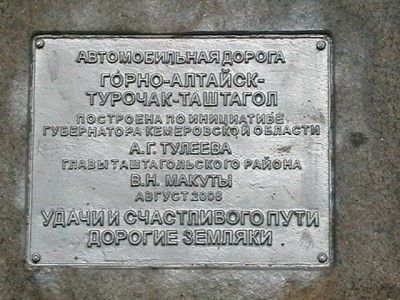 АВТОМОБИЛЬНАЯ ДОРОГА
ГОРНО-АЛТАЙСК-
ТУРОЧАК-ТАШТАГОЛ
ПОСТРОЕНА ПО ИНИЦИАТИВЕ
ГУБЕРНАТОРА КЕМЕРОВСКОЙ ОБЛАСТИ
А.Г. ТУЛЕЕВА
ГЛАВЫ ТАШТАГОЛЬСКОГО РАЙОНА
В.Н. МАКУТЫ
АВГУСТ 2008
УДАЧИ И СЧАСТЛИВОГО ПУТИ
ДОРОГИЕ ЗЕМЛЯКИ